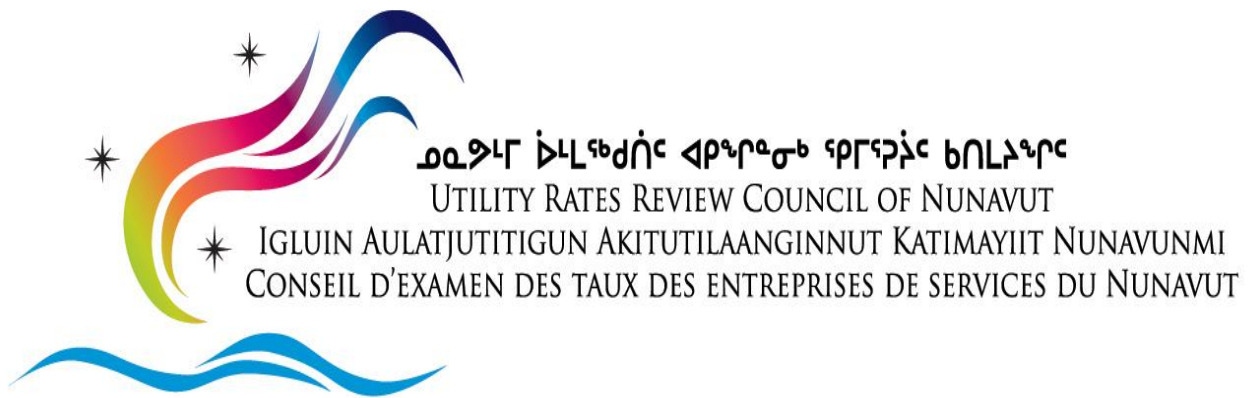 ᓄᓇᕗᒻᒥ ᐆᒻᒪᖅᑯᑏᑦ ᐊᑭᖏᓐᓂᒃ ᕿᒥᕐᕈᔩᑦ ᑲᑎᒪᔨᖏᑦ
UTILITY RATES REVIEW COUNCIL OF NUNAVUT
IGLUIN AULATJUTITIGUN AKITUTILAANGINNUT KATIMAYIIT NUNAVUNMI
CONSEIL D'EXAMEN DES TAUX DES ENTREPRISES DE SERVICES DU NUNAVUT